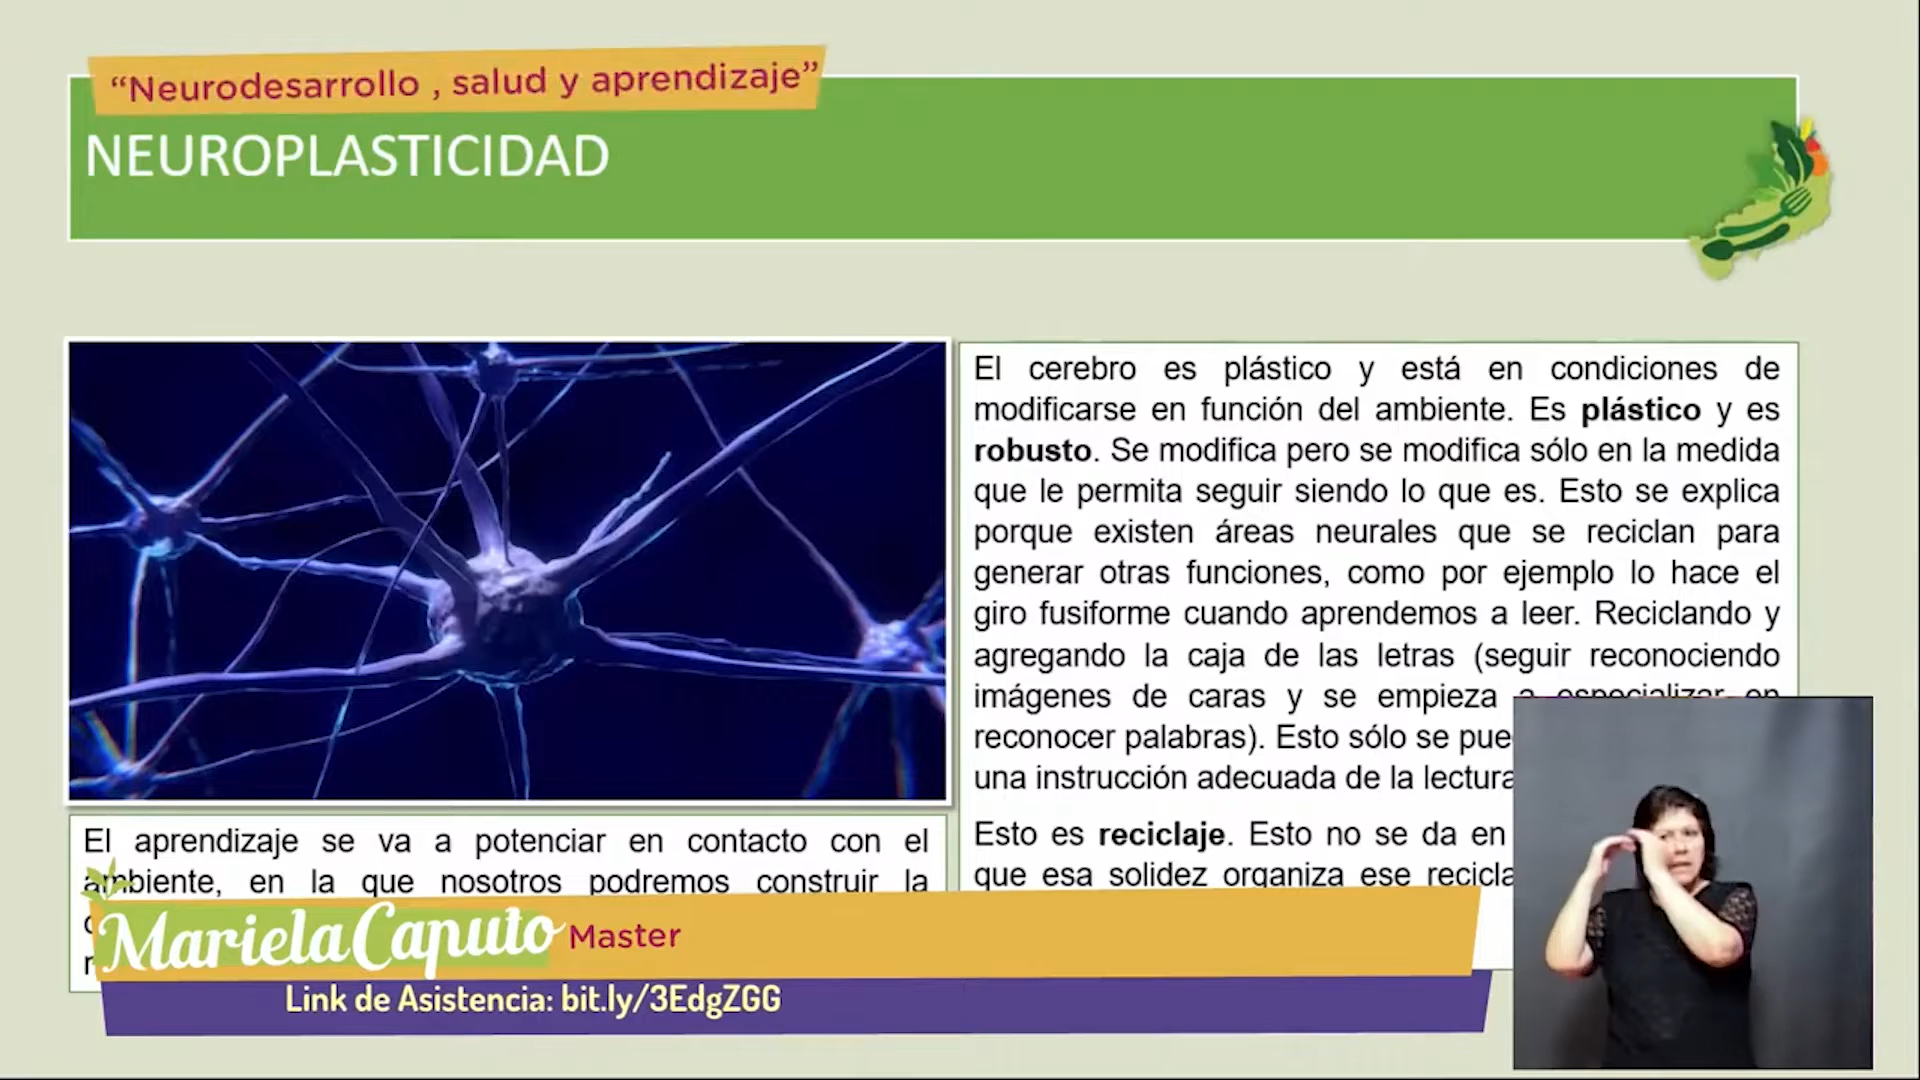 “Neurodesarrollo , salud y aprendizaje”
NEUROPLASTICIDAD
El cerebro es plástico y está en condiciones de
modificarse en función del ambiente. Es plástico y es
robusto. Se modifica pero se modifica sólo en la medida
que le permita seguir siendo lo que es. Esto se explica
porque existen áreas neurales que se reciclan para
generar otras funciones, como por ejemplo lo hace el
giro fusiforme cuando aprendemos a leer. Reciclando y
agregando la caja de las letras (seguir reconociendo
imágenes de caras y se empieza a especializar en
reconocer palabras). Esto sólo se
una instrucción adecuada de la
Esto es reciclaje. Esto no se da en
que esa solidez organiza ese
El aprendizaje se va a potenciar en contacto con el
ambiente, en la que nosotros podremos construir la
Mariela Caputo Master
Link de Asistencia: bit.ly/3EdgZGG